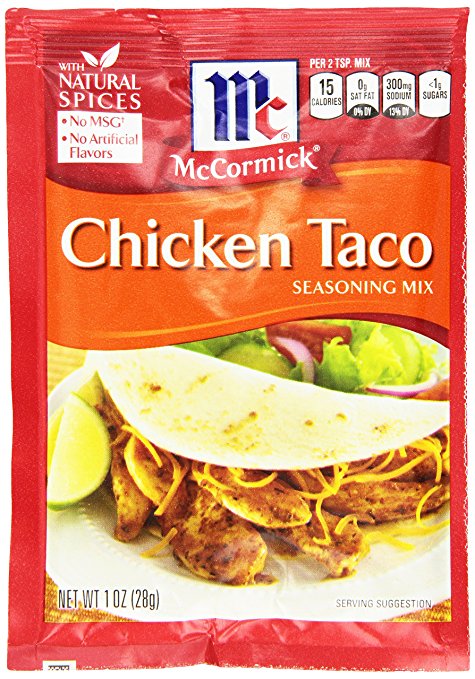 WITH
NATURAL
SPICES
• No MSG†
• No Artificial
Flavors
mc®
McCormick®
PER 2 TSP. MIX
15
CALORIES
0g
SAT FAT
0% DV
300mg
SODIUM
13% DV
<1g
SUGARS
Chicken Taco
SEASONING MIX
NET WT 1 OZ (28g)
SERVING SUGGESTION